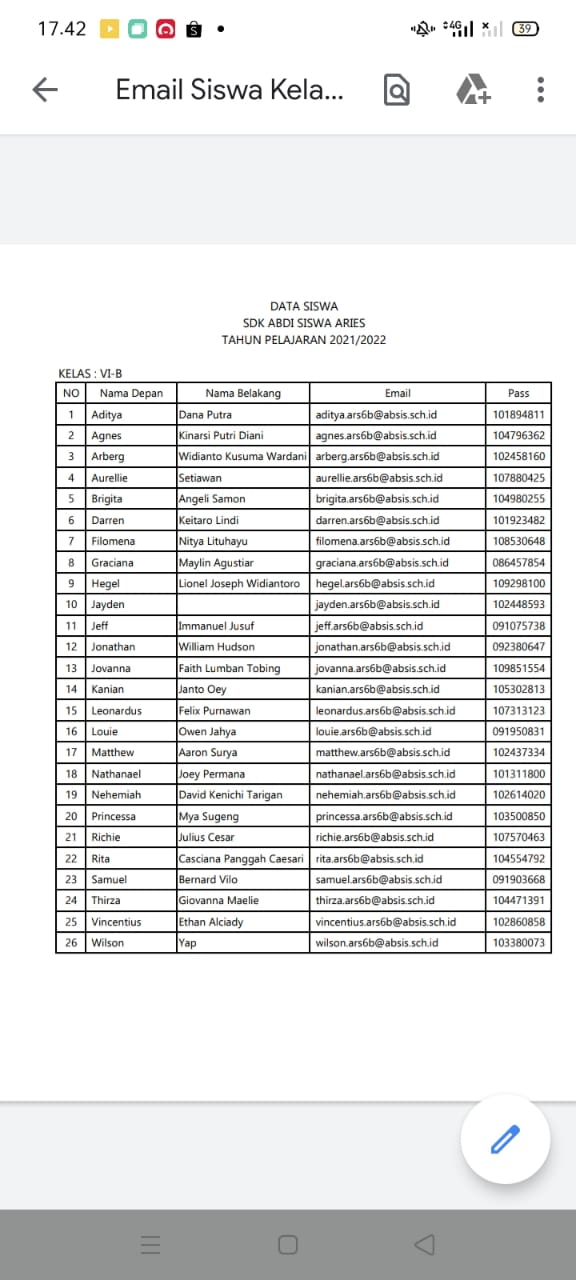 17.42
4G
39
Email Siswa Kela...
DATA SISWA
SDK ABDI SISWA ARIES
TAHUN PELAJARAN 2021/2022
KELAS : VI-B
NO Nama Depan Nama Belakang Email Pass
1 Aditya Dana Putra aditya.ars6b@absis.sch.id 101894811
2 Agnes Kinarsi Putri Diani agnes.ars6b@absis.sch.id 104796362
3 Arberg Widianto Kusuma Wardani arberg.ars6b@absis.sch.id 102458160
4 Aurellie Setiawan aurellie.ars6b@absis.sch.id 107880425
5 Brigita Angeli Samon brigita.ars6b@absis.sch.id 104980255
6 Darren Keitaro Lindi darren.ars6b@absis.sch.id 101923482
7 Filomena Nitya Lituhayu filomena.ars6b@absis.sch.id 108530648
8 Graciana Maylin Agustiar graciana.ars6b@absis.sch.id 086457854
9 Hegel Lionel Joseph Widiantoro hegel.ars6b@absis.sch.id 109298100
10 Jayden jayden.ars6b@absis.sch.id 102448593
11 Jeff Immanuel Jusuf jeff.ars6b@absis.sch.id 091075738
12 Jonathan William Hudson jonathan.ars6b@absis.sch.id 092380647
13 Jovanna Faith Lumban Tobing jovanna.ars6b@absis.sch.id 109851554
14 Kanian Janto Oey kanian.ars6b@absis.sch.id 105302813
15 Leonardus Felix Purnawan leonardus.ars6b@absis.sch.id 107313123
16 Louie Owen Jahya louie.ars6b@absis.sch.id 091950831
17 Matthew Aaron Surya matthew.ars6b@absis.sch.id 102437334
18 Nathanael Joey Permana nathanael.ars6b@absis.sch.id 101311800
19 Nehemiah David Kenichi Tarigan nehemiah.ars6b@absis.sch.id 102614020
20 Princessa Mya Sugeng princessa.ars6b@absis.sch.id 103500850
21 Richie Julius Cesar richie.ars6b@absis.sch.id 107570463
22 Rita Casciana Panggah Caesari rita.ars6b@absis.sch.id 104554792
23 Samuel Bernard Vilo samuel.ars6b@absis.sch.id 091903668
24 Thirza Giovanna Maelie thirza.ars6b@absis.sch.id 104471391
25 Vincentius Ethan Alciady vincentius.ars6b@absis.sch.id 102860858
26 Wilson Yap wilson.ars6b@absis.sch.id 103380073